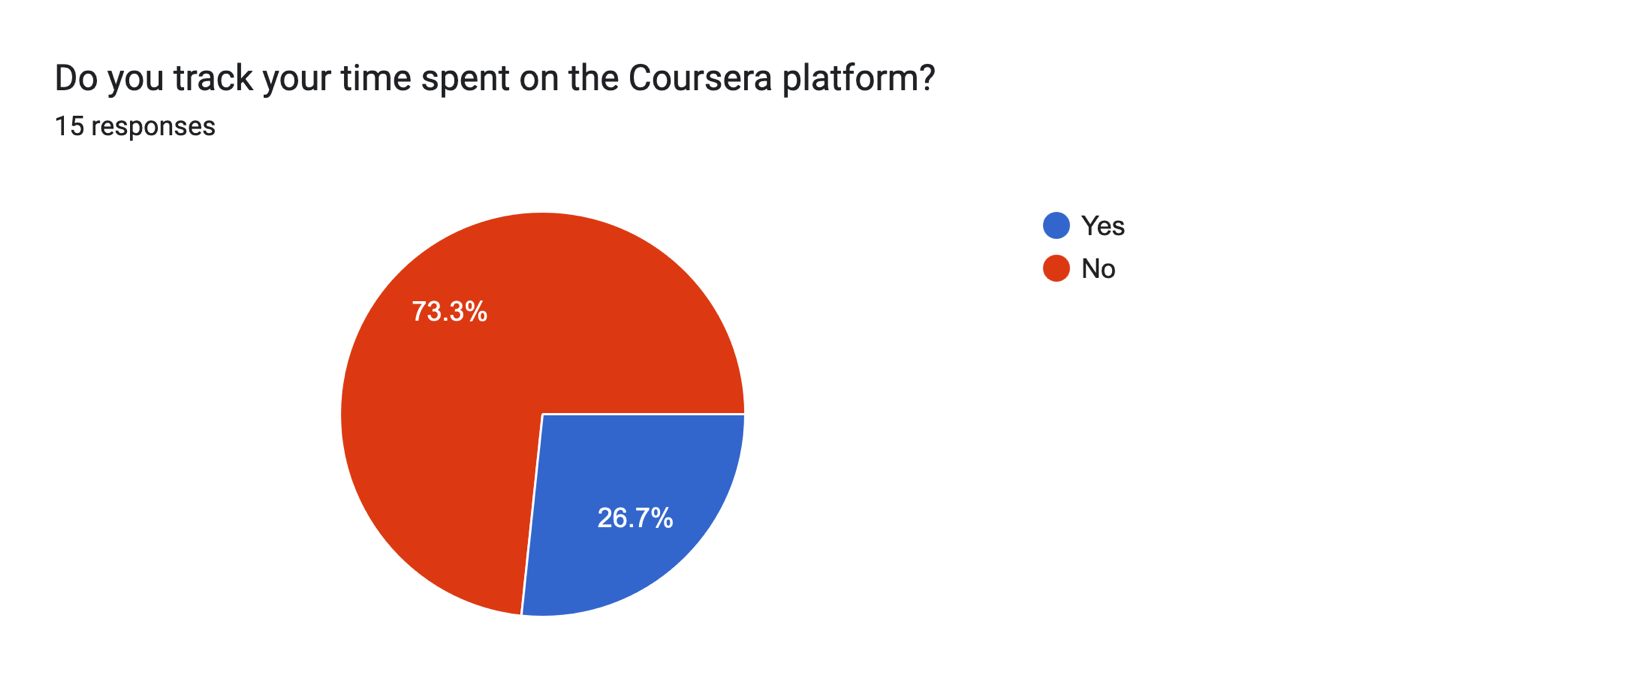 Do you track your time spent on the Coursera platform?
15 responses
Yes
No
73.3%
26.7%